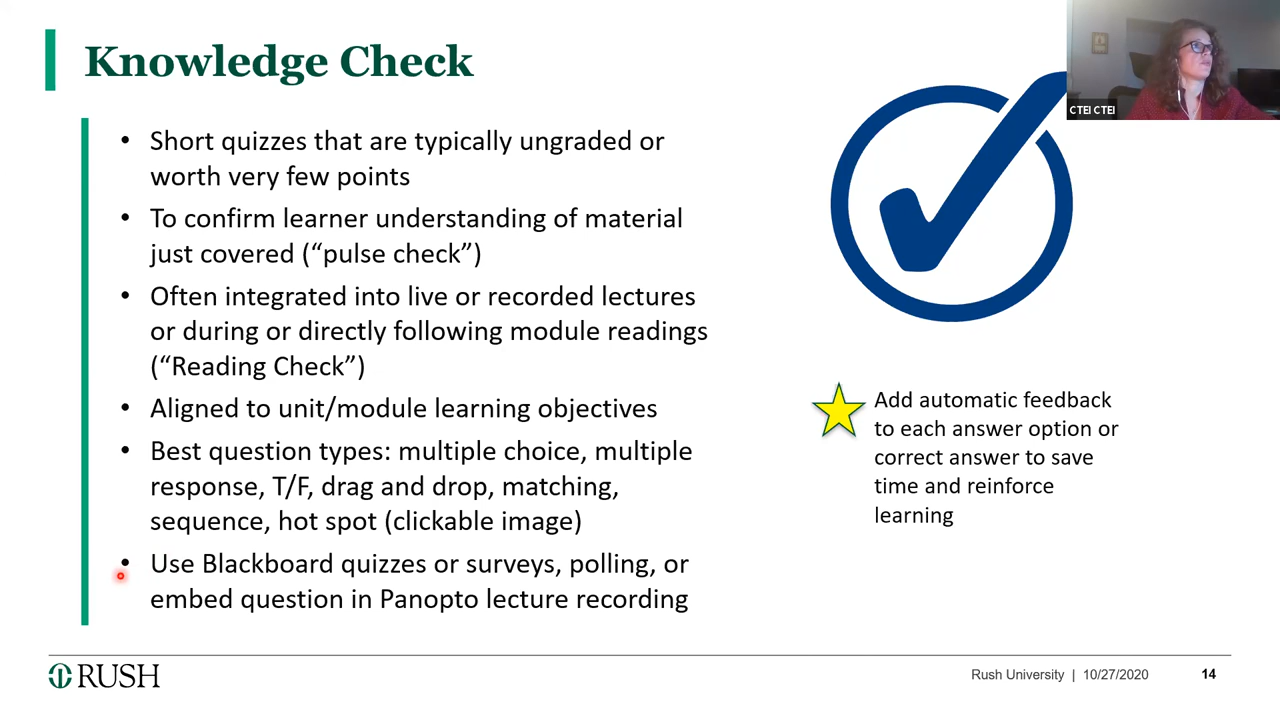 Knowledge Check
CTEI CTEI
• Short quizzes that are typically ungraded or
worth very few points
• To confirm learner understanding of material
just covered (“pulse check”)
• Often integrated into live or recorded lectures
or during or directly following module readings
(“Reading Check”)
• Aligned to unit/module learning objectives
• Best question types: multiple choice, multiple
response, T/F, drag and drop, matching,
sequence, hot spot (clickable image)
• Use Blackboard quizzes or surveys, polling, or
embed question in Panopto lecture recording
Add automatic feedback
to each answer option or
correct answer to save
time and reinforce
learning
RUSH
Rush University | 10/27/2020 14